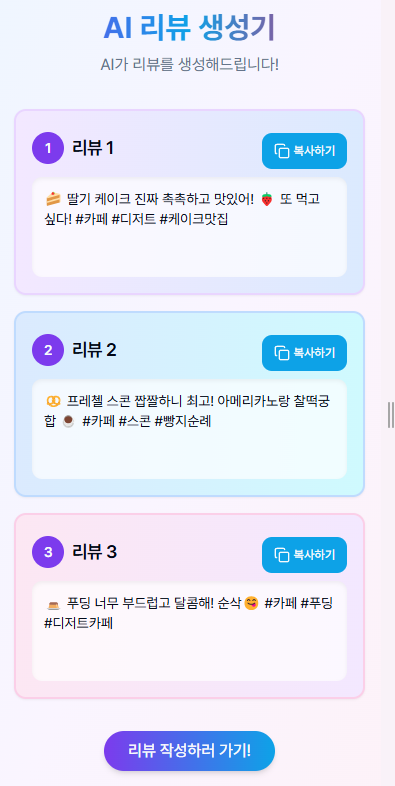 AI 리뷰 생성기
AI가 리뷰를 생성해드립니다!
1 리뷰 1 복사하기
🍰 딸기 케이크 진짜 촉촉하고 맛있어! 🍓 또 먹고
싶다! #카페 #디저트 #케이크맛집
2 리뷰 2 복사하기
🥨 프레첼 스콘 짭짤하니 최고! 아메리카노랑 찰떡궁
합 ☕ #카페 #스콘 #빵지순례
3 리뷰 3 복사하기
🍮 푸딩 너무 부드럽고 달콤해! 순삭😋 #카페 #푸딩
#디저트카페
리뷰 작성하러 가기!